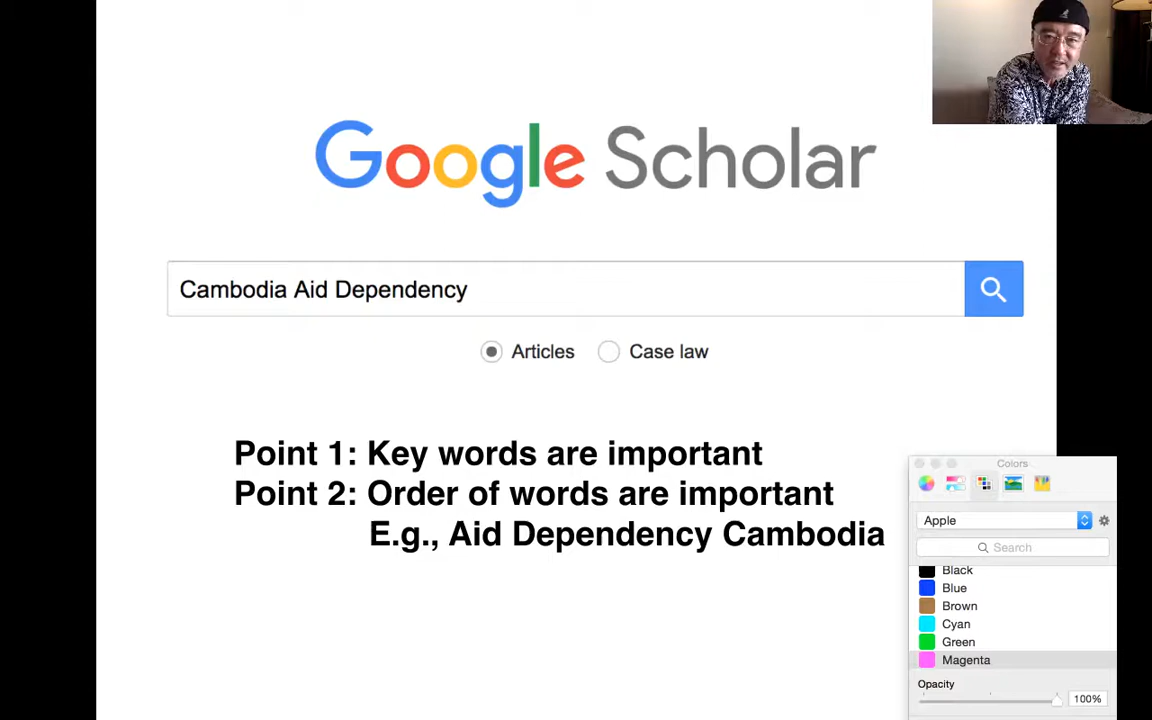 Google Scholar
Cambodia Aid Dependency
Articles Case law
Point 1: Key words are important
Point 2: Order of words are important
E.g., Aid Dependency Cambodia
Colors
Apple
Search
Black
Blue
Brown
Cyan
Green
Magenta
Opacity
100%